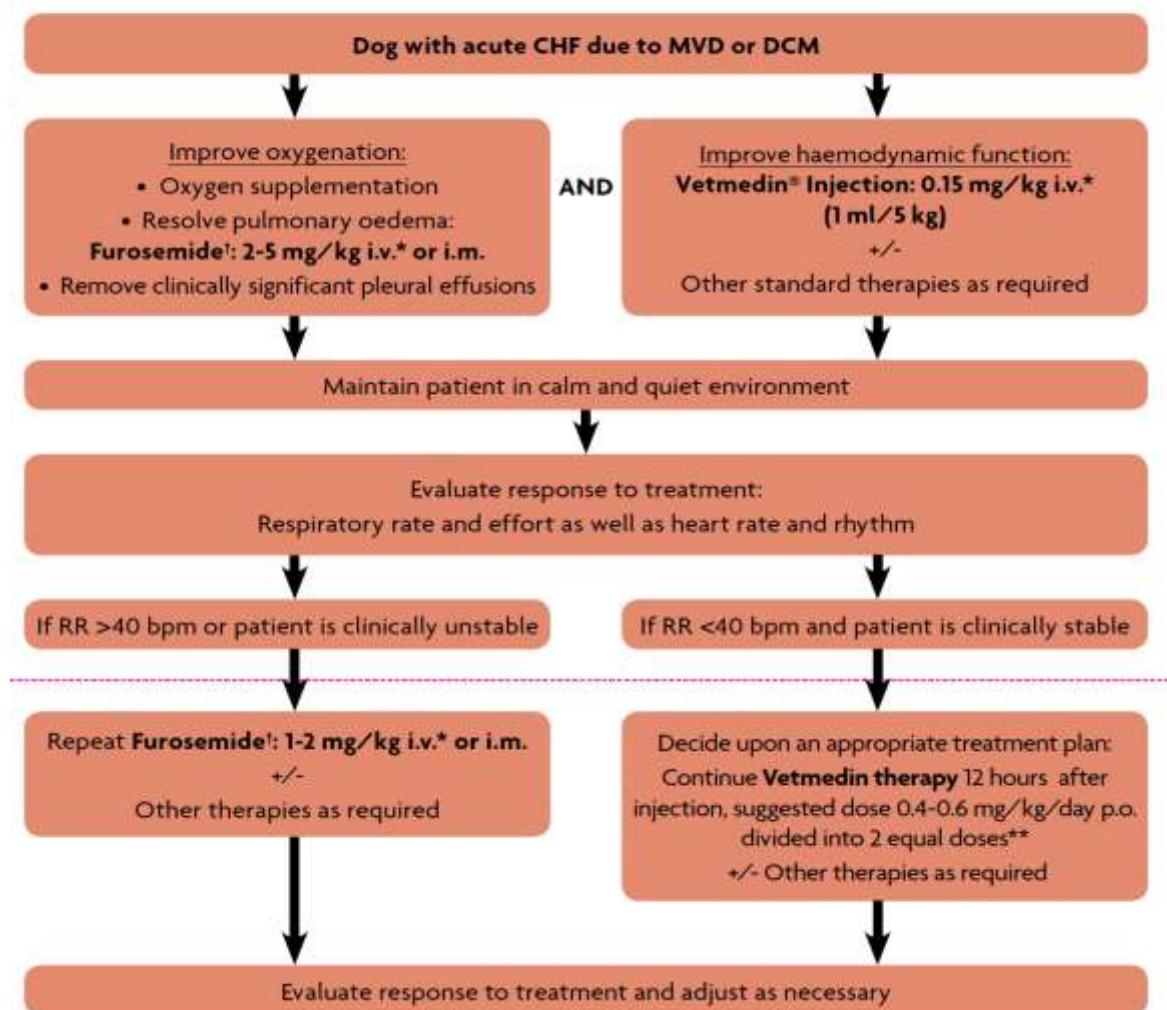 Dog with acute CHF due to MVD or DCM
Improve oxygenation:
• Oxygen supplementation
• Resolve pulmonary oedema:
Furosemide†: 2-5 mg/kg i.v.* or i.m.
• Remove clinically significant pleural effusions
AND
Improve haemodynamic function:
Vetmedin® Injection: 0.15 mg/kg i.v.*
(1 ml/5 kg)
+/-
Other standard therapies as required
Maintain patient in calm and quiet environment
Evaluate response to treatment:
Respiratory rate and effort as well as heart rate and rhythm
If RR >40 bpm or patient is clinically unstable
If RR <40 bpm and patient is clinically stable
Repeat Furosemide†: 1-2 mg/kg i.v.* or i.m.
+/-
Other therapies as required
Decide upon an appropriate treatment plan:
Continue Vetmedin therapy 12 hours after
injection, suggested dose 0.4-0.6 mg/kg/day p.o.
divided into 2 equal doses**
+/- Other therapies as required
Evaluate response to treatment and adjust as necessary